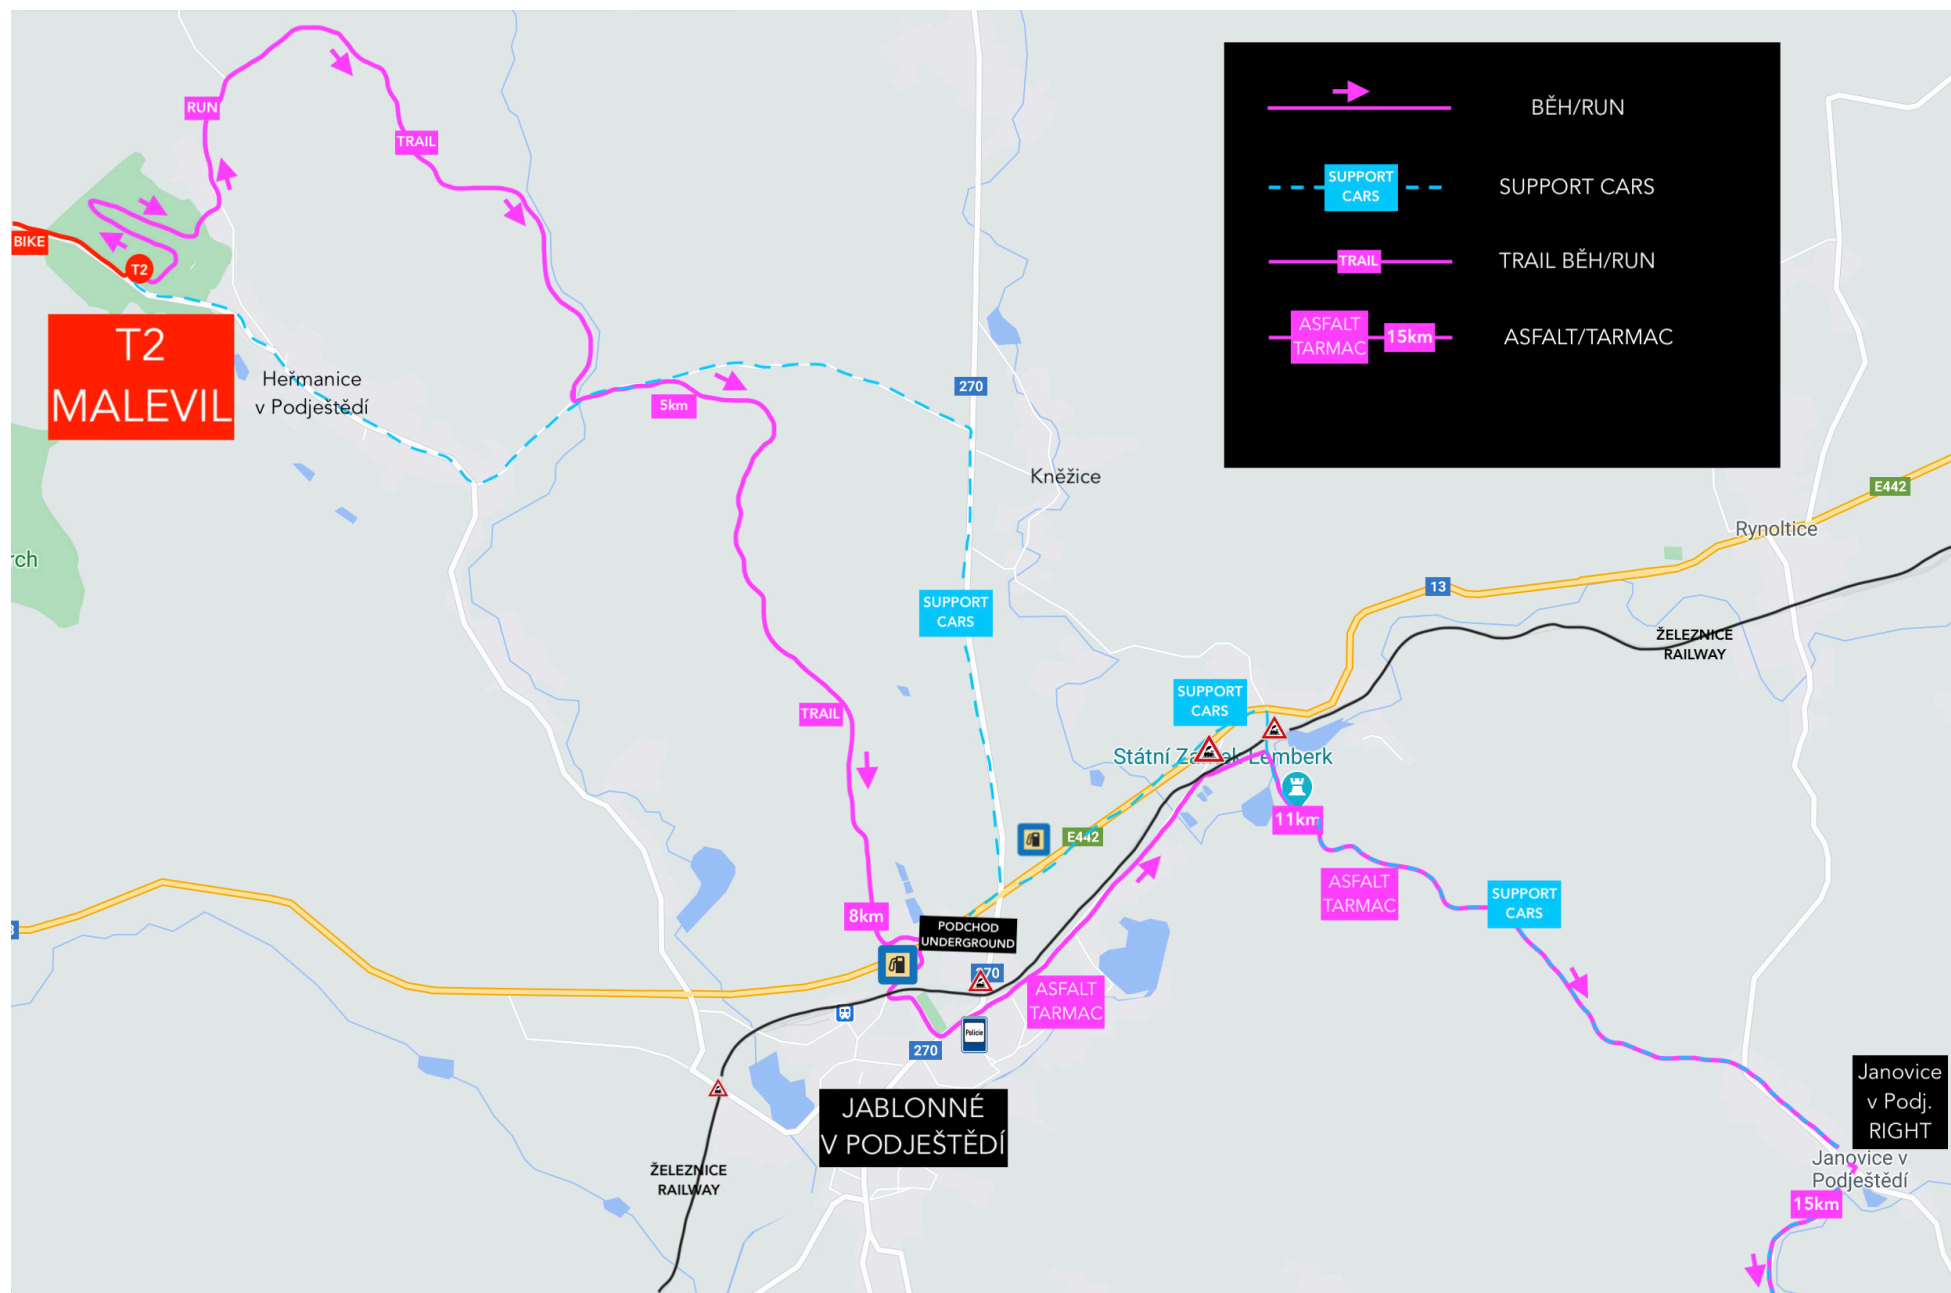 RUN
TRAIL
BIKE
T2
T2
MALEVIL
Heřmanice
v Podještědí
5km
270
Kněžice
BĚH/RUN
SUPPORT
CARS
SUPPORT CARS
TRAIL
TRAIL BĚH/RUN
ASFALT
TARMAC
15km
ASFALT/TARMAC
E442
Rynoltice
rch
13
SUPPORT
CARS
ŽELEZNICE
RAILWAY
SUPPORT
CARS
TRAIL
Státní Zámek Lemberk
11km
E442
ASFALT
TARMAC
SUPPORT
CARS
8km
PODCHOD
UNDERGROUND
270
ASFALT
TARMAC
Policie
270
JABLONNÉ
V PODJEŠTĚDÍ
Janovice
v Podj.
RIGHT
Janovice v
Podještědí
ŽELEZNICE
RAILWAY
15km